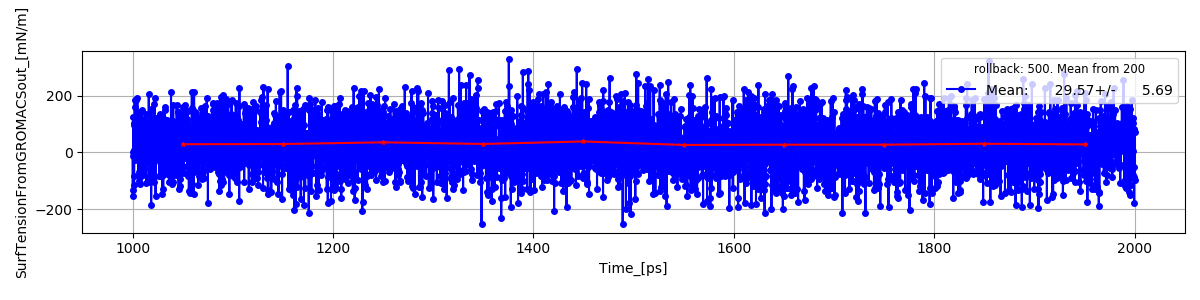 SurfTensionFromGROMACSout_[mN/m]
200
0
−200
rollback: 500. Mean from 200
Mean: 29.57+/- 5.69
1000
1200
1400
1600
1800
2000
Time_[ps]